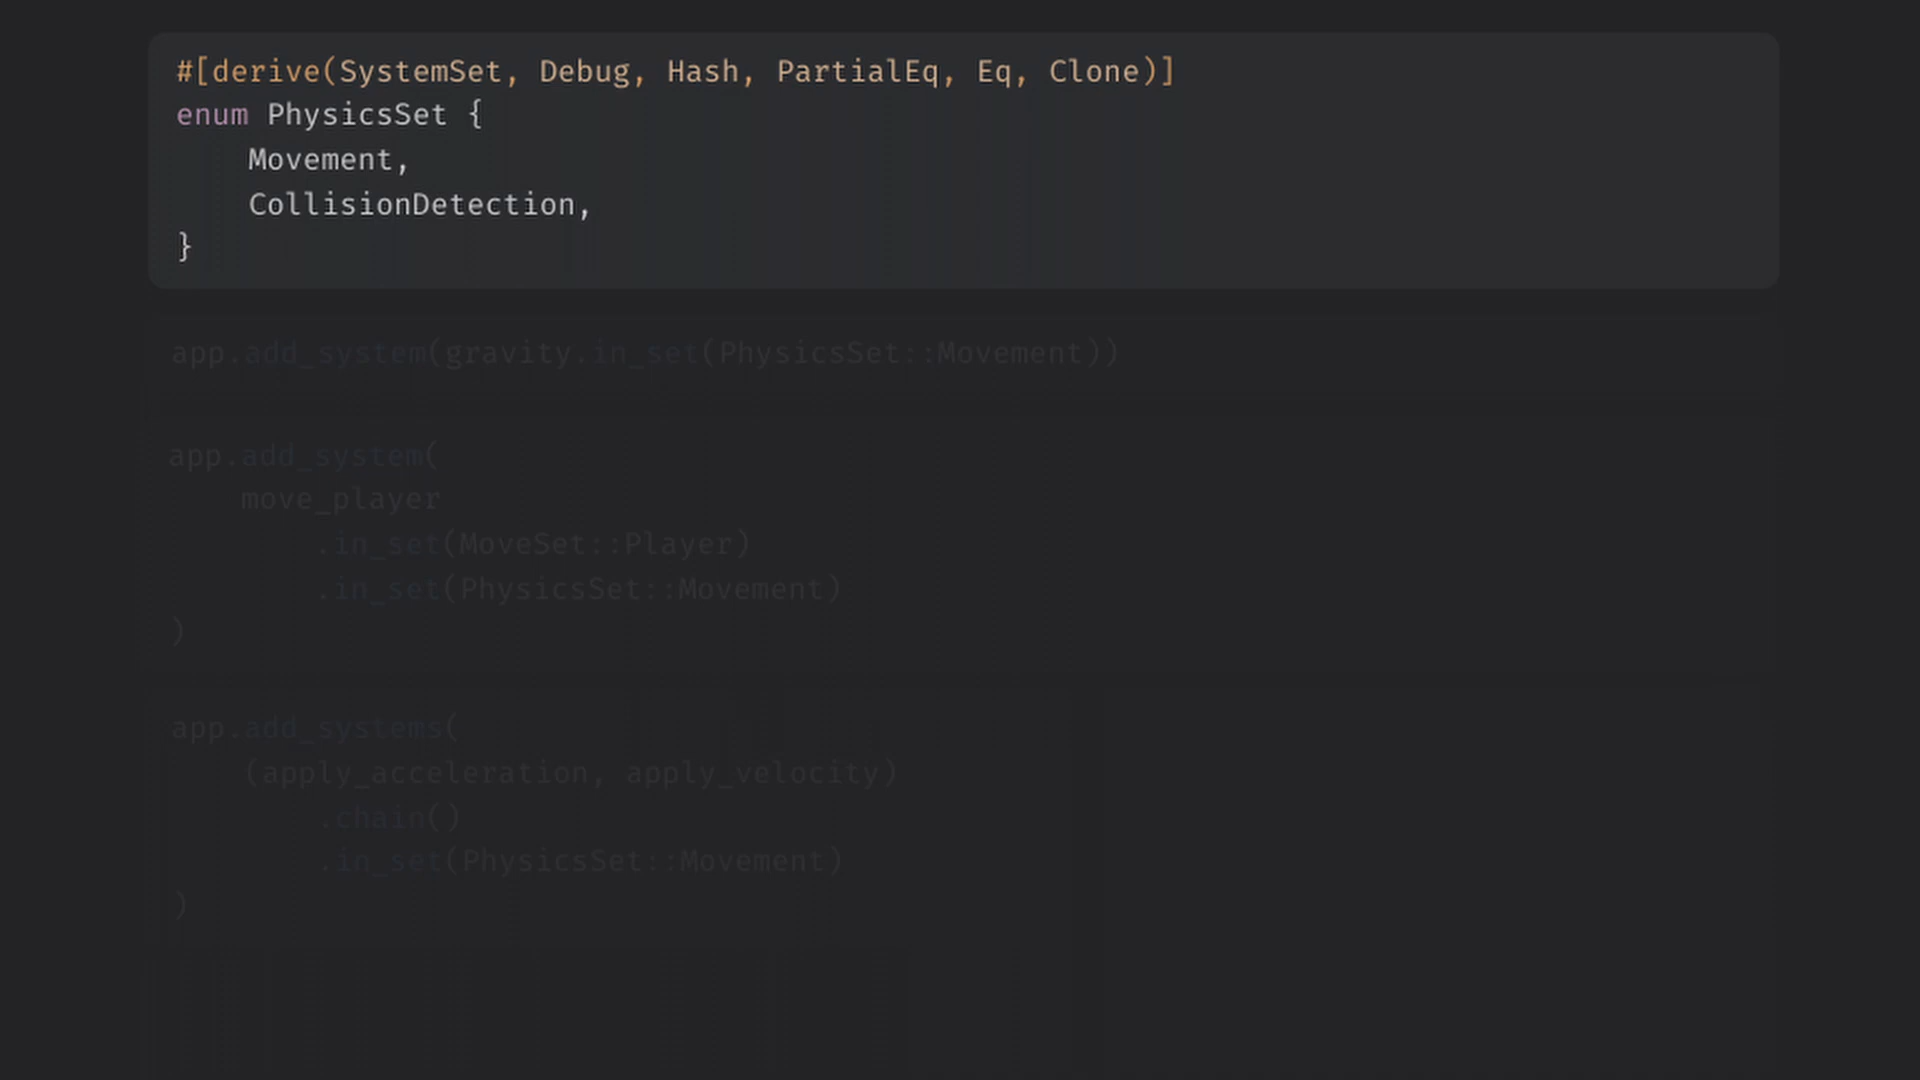 #[derive(SystemSet, Debug, Hash, PartialEq, Eq, Clone)]
enum PhysicsSet {
    Movement,
    CollisionDetection,
}
app.add_system(gravity.in_set(PhysicsSet::Movement))
app.add_system(
    move_player
        .in_set(MoveSet::Player)
        .in_set(PhysicsSet::Movement)
)
app.add_systems(
    (apply_acceleration, apply_velocity)
        .chain()
        .in_set(PhysicsSet::Movement)
)